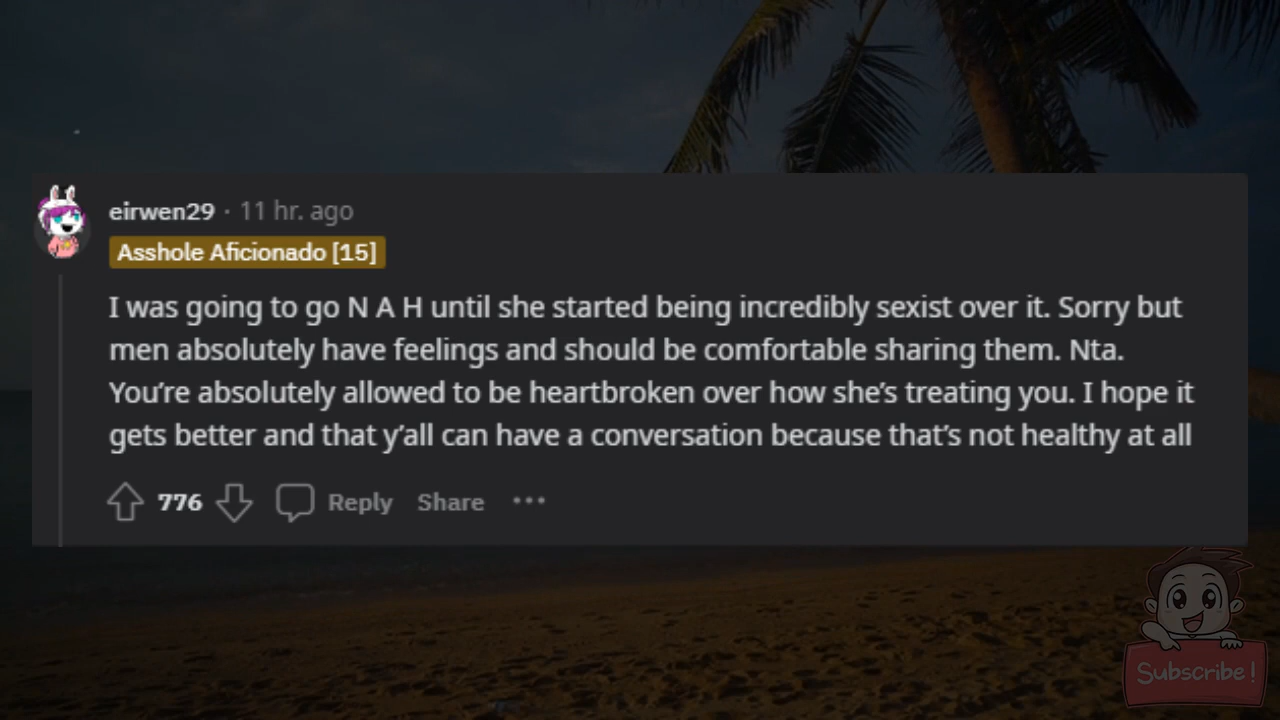 eirwen29 · 11 hr. ago
Asshole Aficionado [15]
I was going to go N A H until she started being incredibly sexist over it. Sorry but
men absolutely have feelings and should be comfortable sharing them. Nta.
You’re absolutely allowed to be heartbroken over how she’s treating you. I hope it
gets better and that y’all can have a conversation because that’s not healthy at all
776 Reply Share ···
Subscribe!